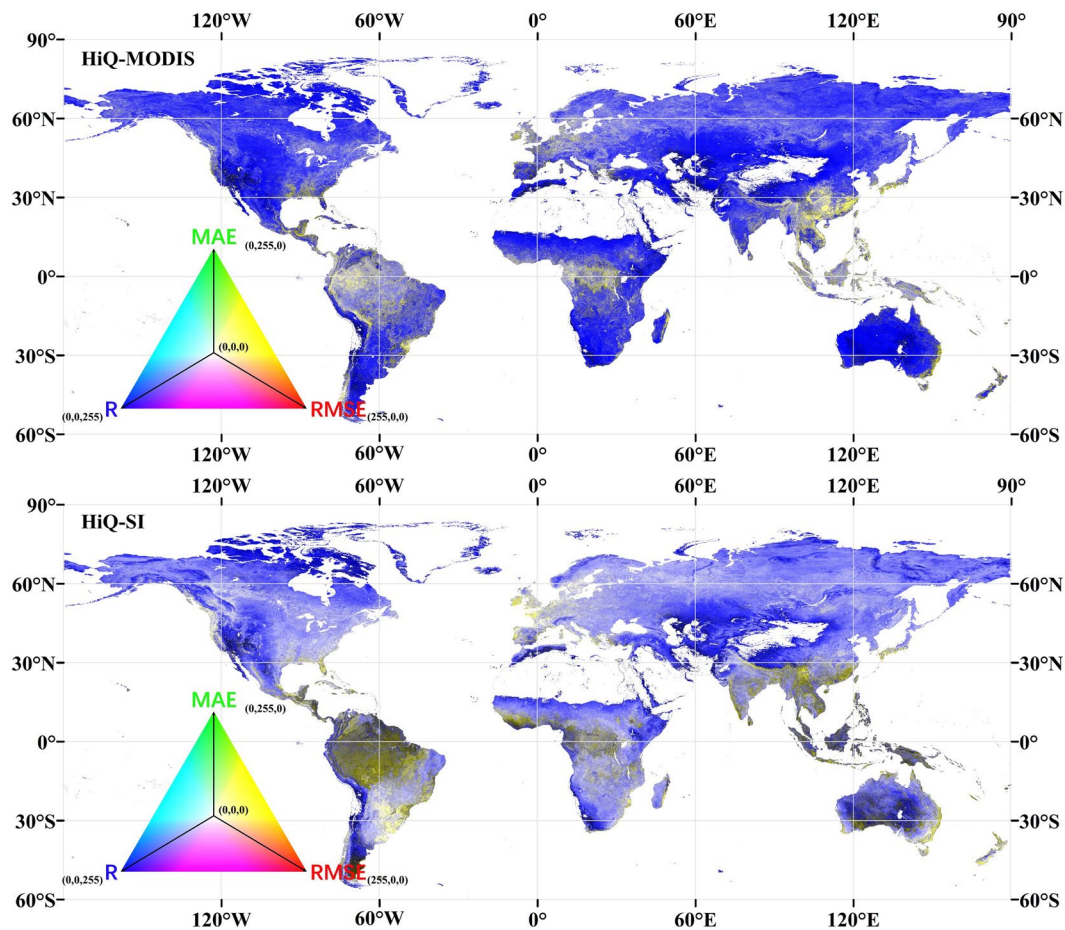 120°W 60°W 0° 60°E 120°E 90°
90°
HiQ-MODIS
60°N 60°N
30°N 30°N
MAE (0,255,0)
0° 0°
(0,0,0)
30°S 30°S
(0,0,255) R RMSE (255,0,0)
60°S 60°S
120°W 60°W 0° 60°E 120°E 90°
120°W 60°W 0° 60°E 120°E 90°
90°
HiQ-SI
60°N 60°N
30°N 30°N
MAE (0,255,0)
0° 0°
(0,0,0)
30°S 30°S
(0,0,255) R RMSE (255,0,0)
60°S 60°S
120°W 60°W 0° 60°E 120°E 90°